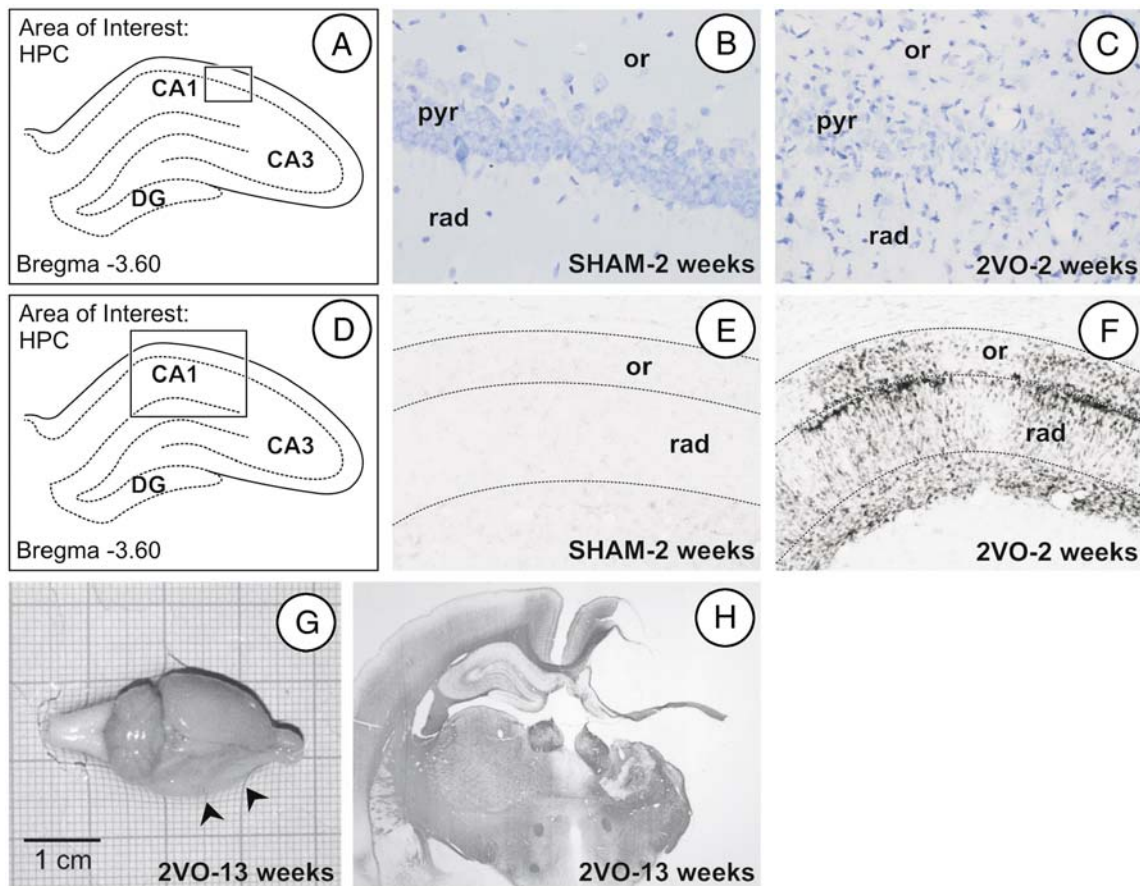 Area of Interest:
HPC
A
CA1
CA3
DG
Bregma -3.60
B
or
pyr
rad
SHAM-2 weeks
C
or
pyr
rad
2VO-2 weeks
Area of Interest:
HPC
D
CA1
CA3
DG
Bregma -3.60
E
or
rad
SHAM-2 weeks
F
or
rad
2VO-2 weeks
G
1 cm
2VO-13 weeks
H
2VO-13 weeks